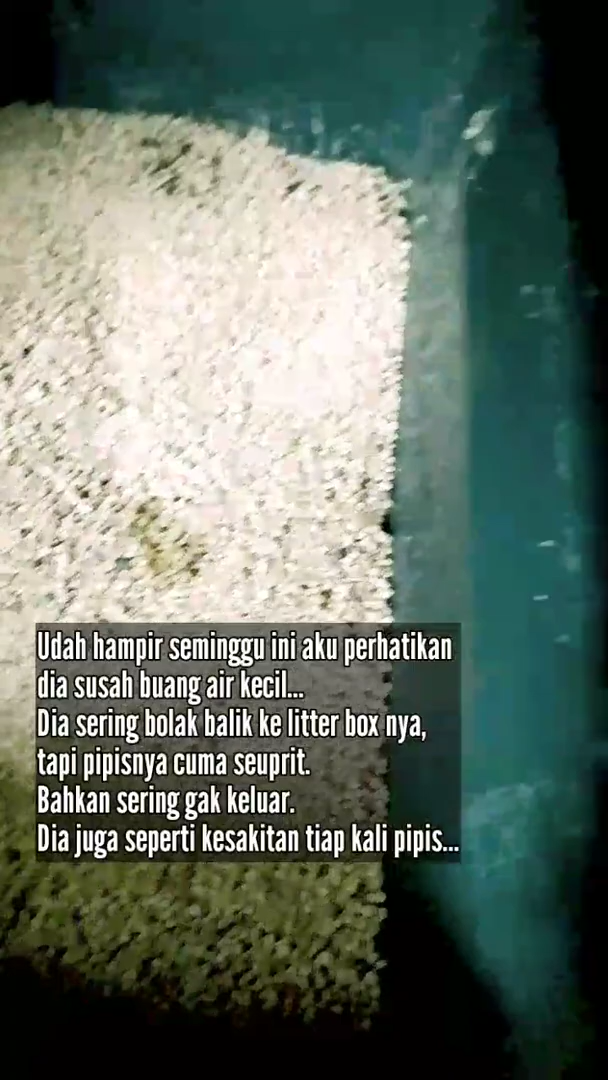 Udah hampir seminggu ini aku perhatikan
dia susah buang air kecil...
Dia sering bolak balik ke litter box nya,
tapi pipisnya cuma seuprit.
Bahkan sering gak keluar.
Dia juga seperti kesakitan tiap kali pipis...